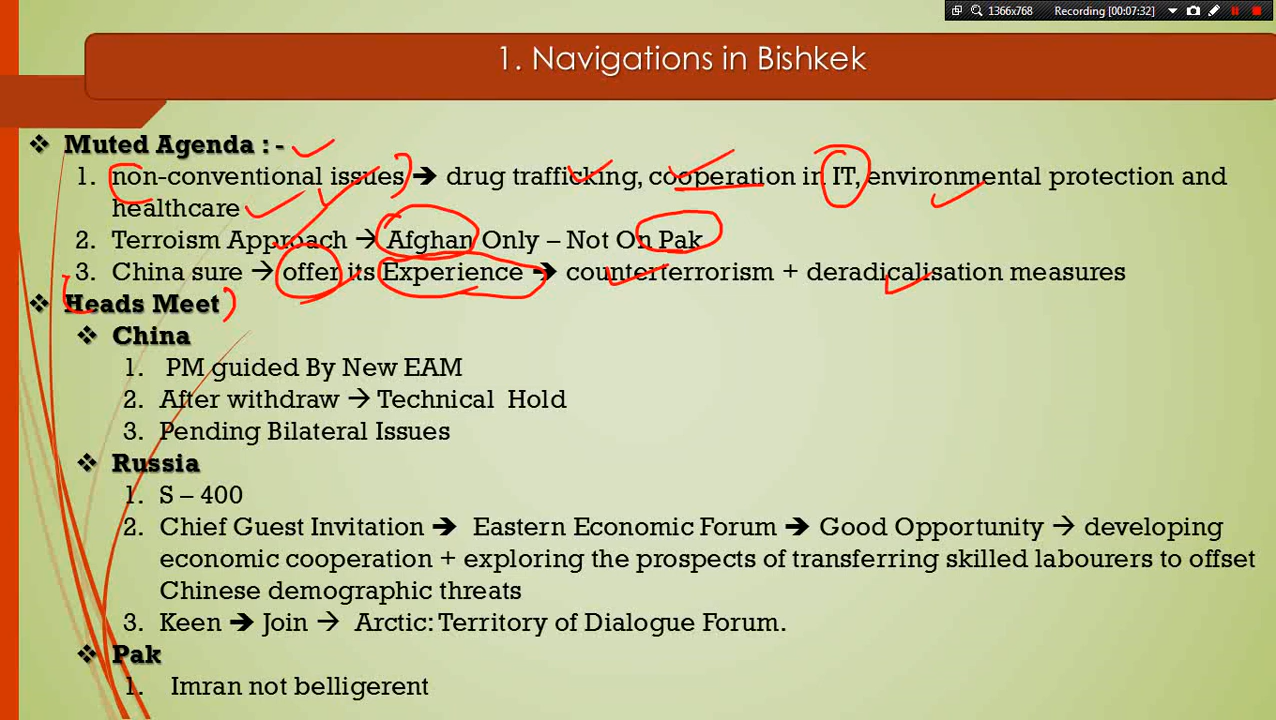 1366x768 Recording [00:07:32]
1. Navigations in Bishkek
❖ Muted Agenda : -
1. non-conventional issues → drug trafficking, cooperation in IT, environmental protection and
healthcare
2. Terroism Approach → Afghan Only – Not On Pak
3. China sure → offer its Experience → counterterrorism + deradicalisation measures
❖ Heads Meet
❖ China
1. PM guided By New EAM
2. After withdraw → Technical Hold
3. Pending Bilateral Issues
❖ Russia
1. S – 400
2. Chief Guest Invitation → Eastern Economic Forum → Good Opportunity → developing
economic cooperation + exploring the prospects of transferring skilled labourers to offset
Chinese demographic threats
3. Keen → Join → Arctic: Territory of Dialogue Forum.
❖ Pak
1. Imran not belligerent